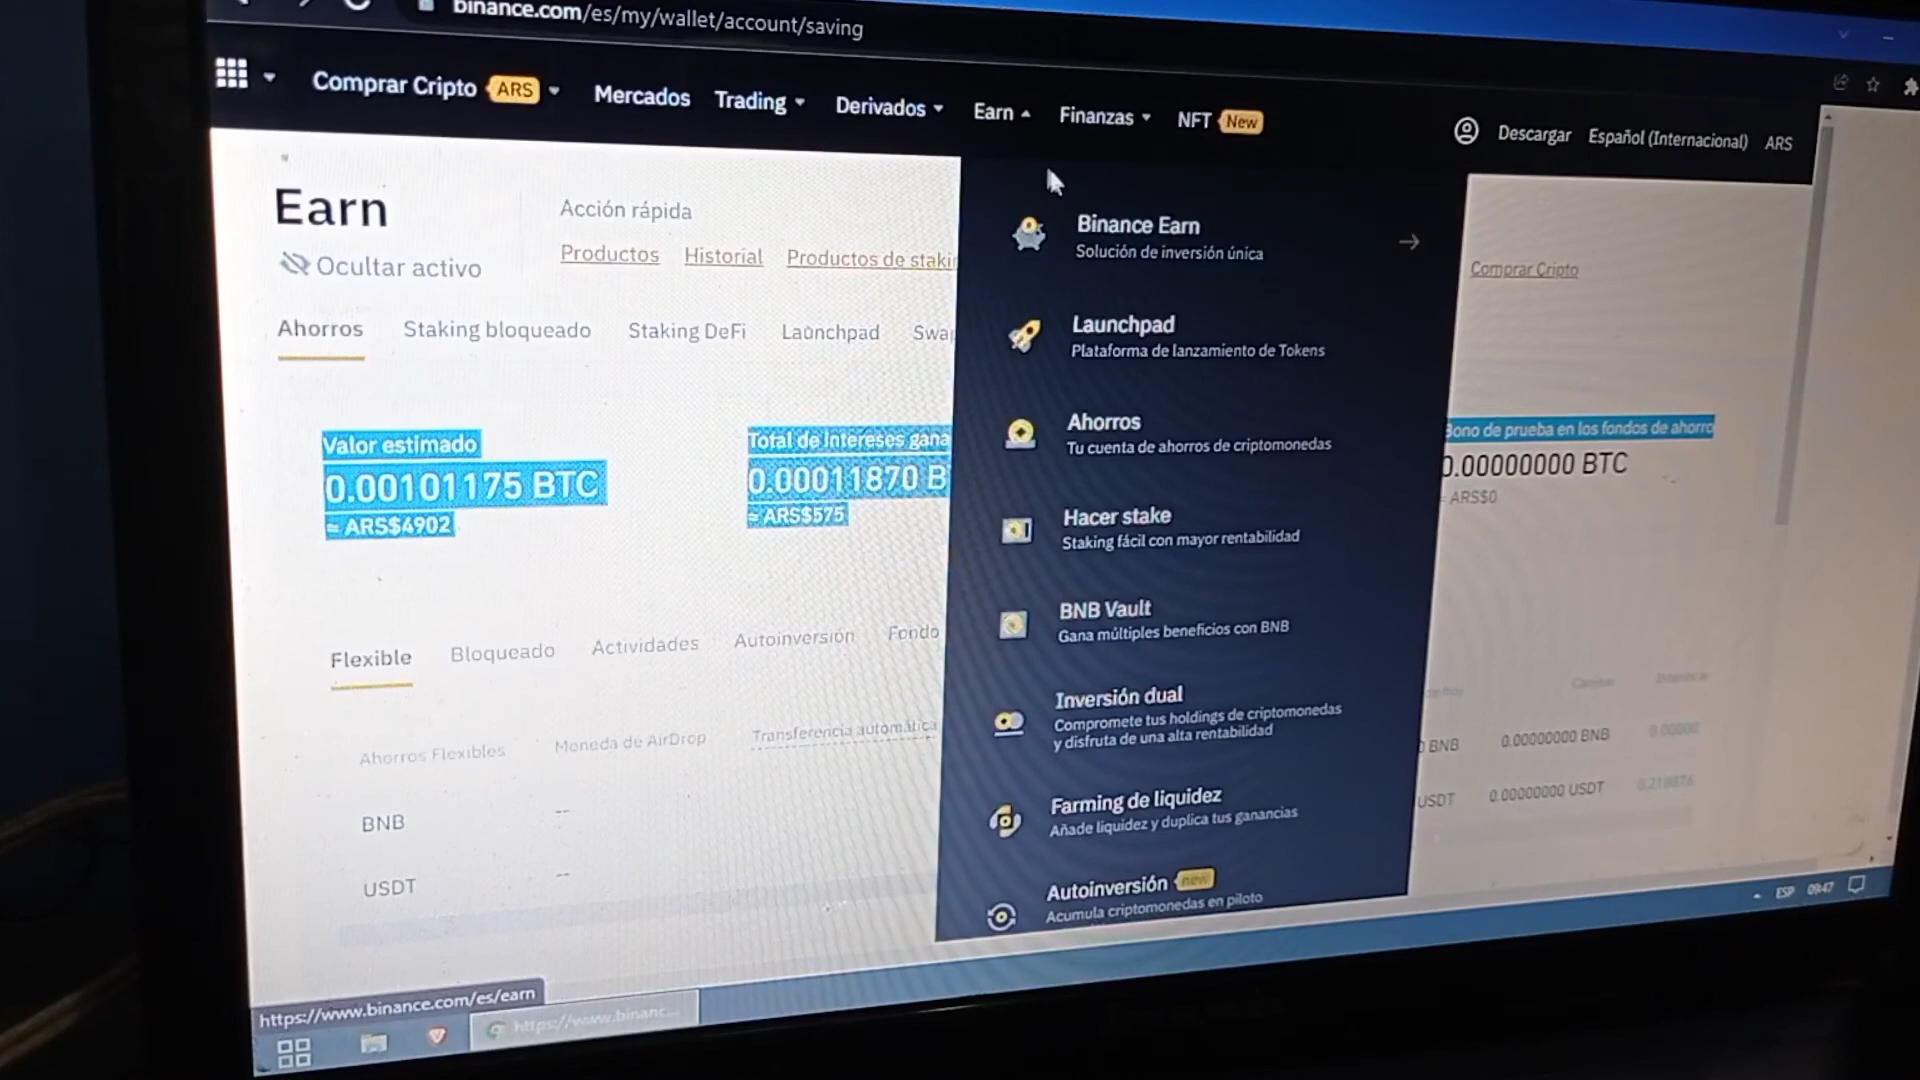 binance.com/es/my/wallet/account/saving
Comprar Cripto ARS Mercados Trading Derivados Earn Finanzas NFT New
Descargar Español (Internacional) ARS
Earn
Ocultar activo
Acción rápida
Productos Historial Productos de staki
Comprar Cripto
Ahorros Staking bloqueado Staking DeFi Launchpad Swa
Valor estimado
0.00101175 BTC
≈ ARS$4902
Total de Intereses gana
0.00011870 B
≈ ARS$575
Bono de prueba en los fondos de ahorro
0.00000000 BTC
ARS$0
Flexible Bloqueado Actividades Autoinversión Fondo
Ahorros Flexibles Moneda de AirDrop Transferencia automática
BNB --
USDT --
BNB 0.00000000 BNB
USDT 0.00000000 USDT
Binance Earn
Solución de inversión única
Launchpad
Plataforma de lanzamiento de Tokens
Ahorros
Tu cuenta de ahorros de criptomonedas
Hacer stake
Staking fácil con mayor rentabilidad
BNB Vault
Gana múltiples beneficios con BNB
Inversión dual
Compromete tus holdings de criptomonedas
y disfruta de una alta rentabilidad
Farming de liquidez
Añade liquidez y duplica tus ganancias
Autoinversión new
Acumula criptomonedas en piloto
https://www.binance.com/es/earn
https://www.binanc...
ESP 09:47